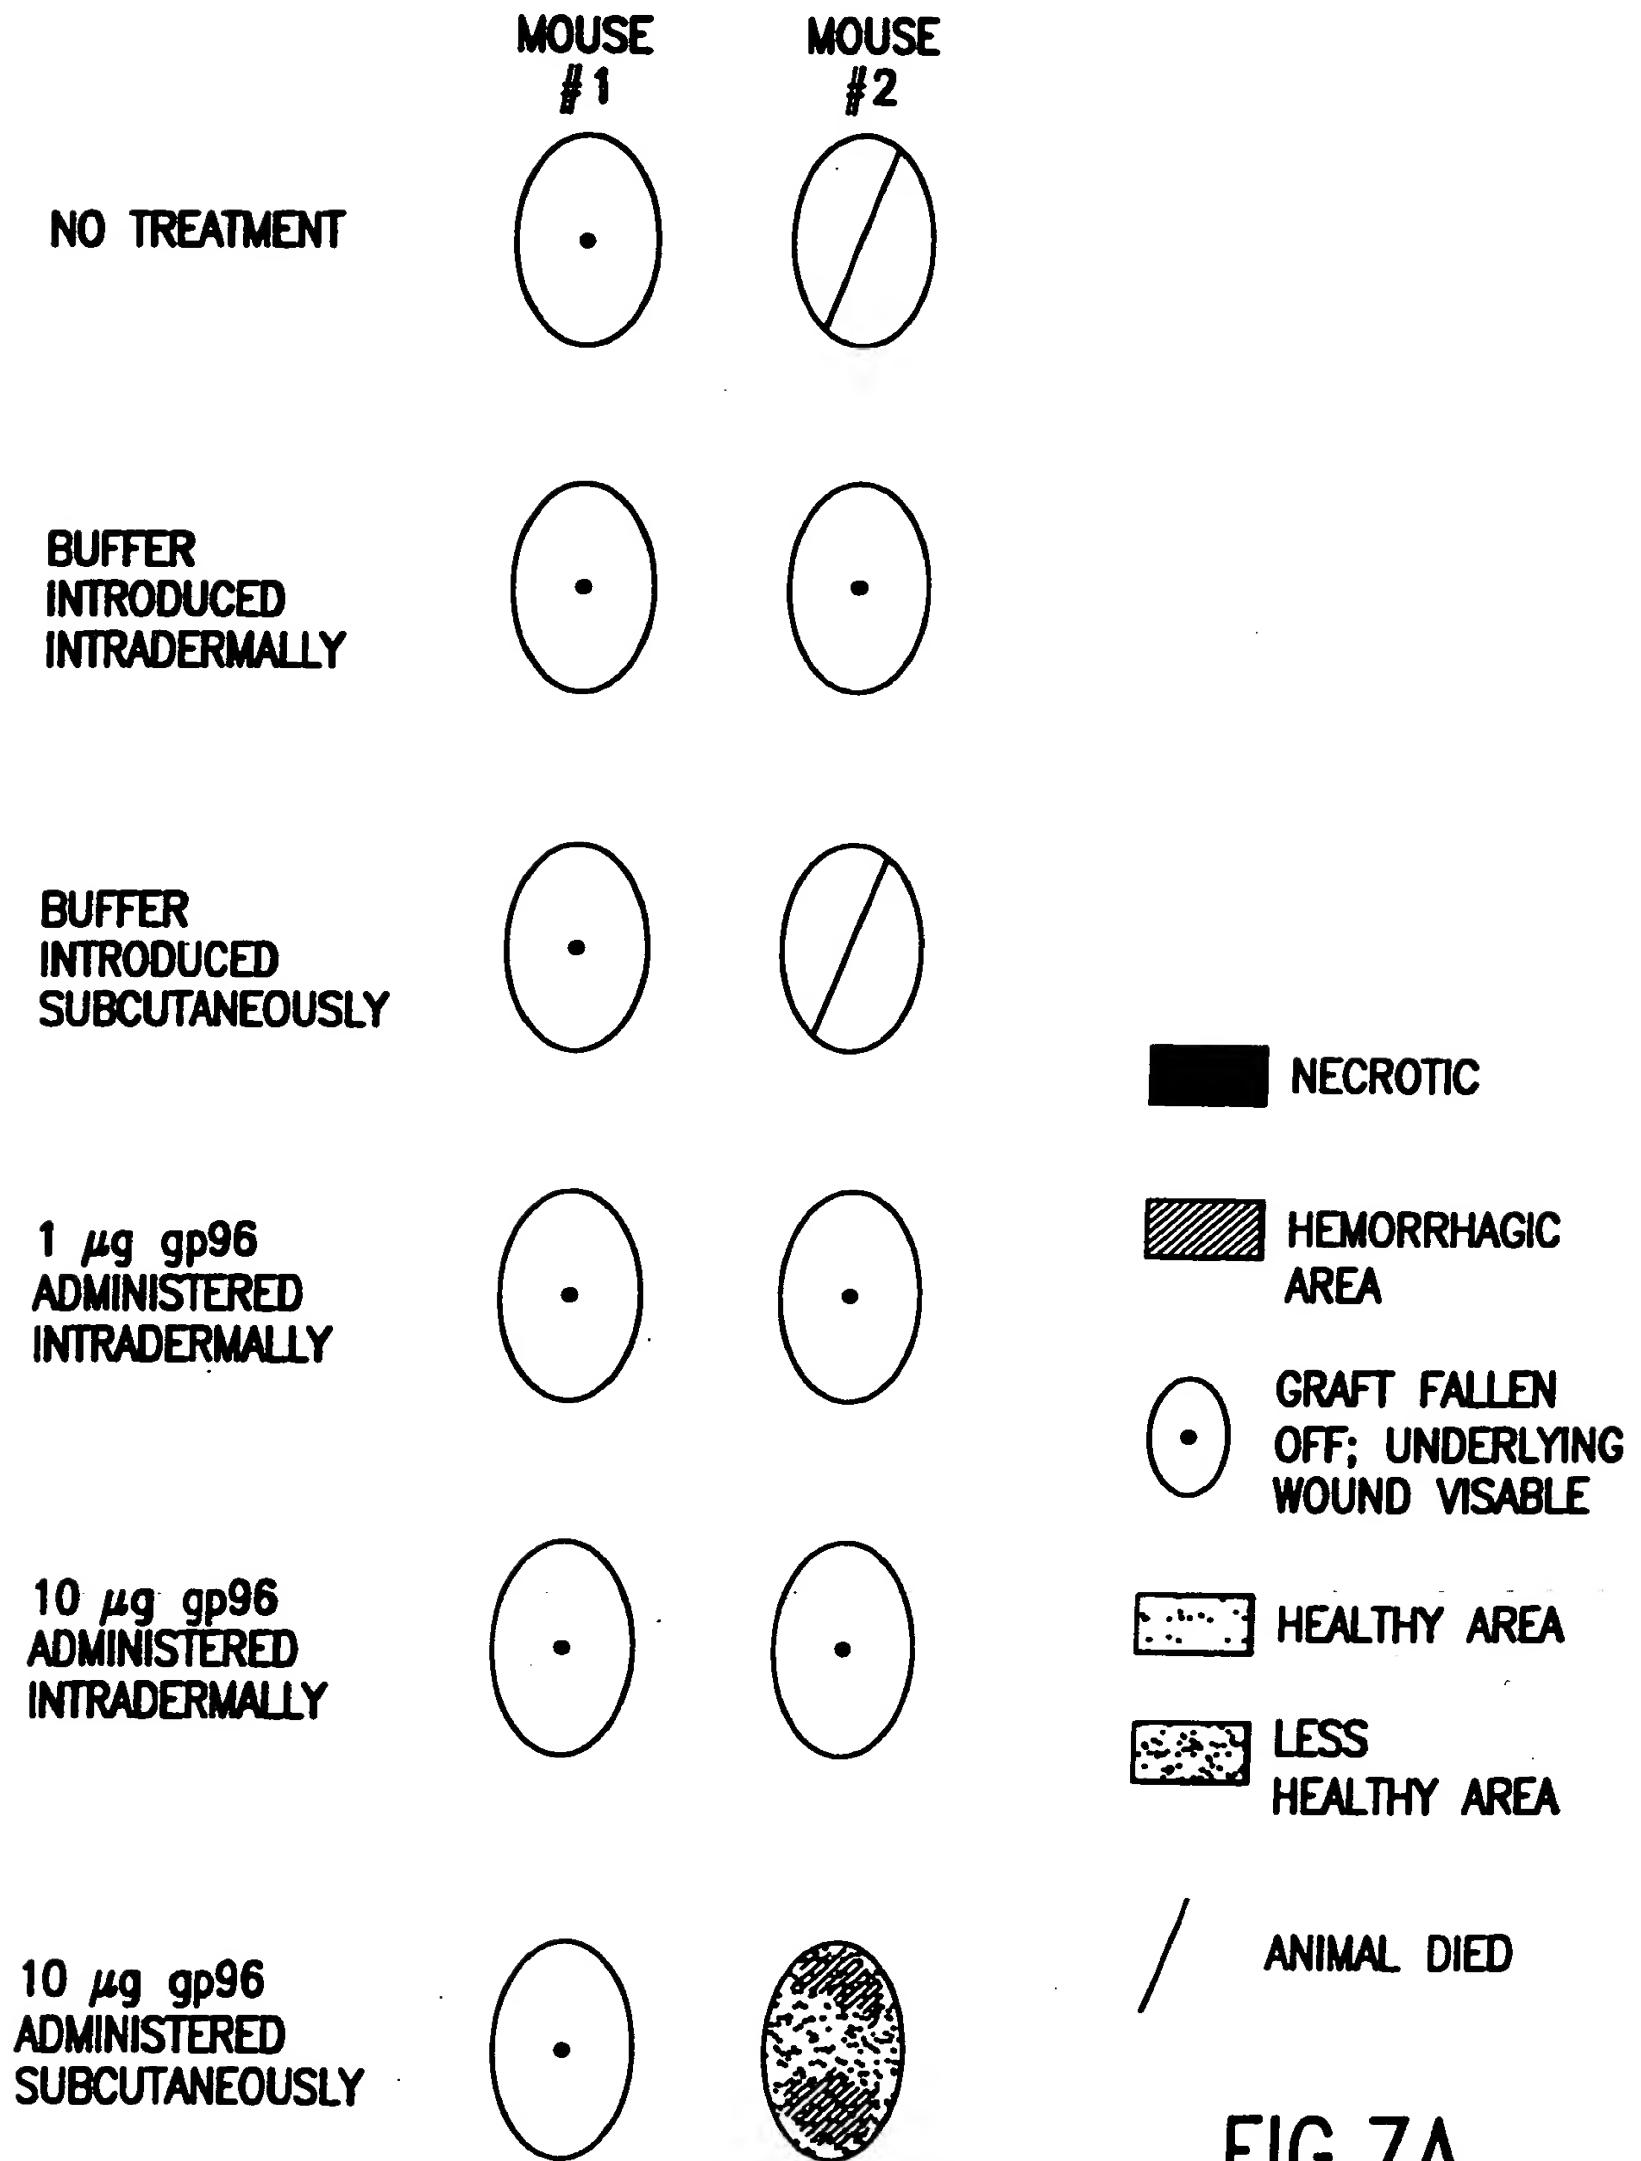 MOUSE
#1
MOUSE
#2
NO TREATMENT
BUFFER
INTRODUCED
INTRADERMALLY
BUFFER
INTRODUCED
SUBCUTANEOUSLY
1 μg gp96
ADMINISTERED
INTRADERMALLY
10 μg gp96
ADMINISTERED
INTRADERMALLY
10 μg gp96
ADMINISTERED
SUBCUTANEOUSLY
NECROTIC
HEMORRHAGIC
AREA
GRAFT FALLEN
OFF; UNDERLYING
WOUND VISABLE
HEALTHY AREA
LESS
HEALTHY AREA
ANIMAL DIED
FIG.7A